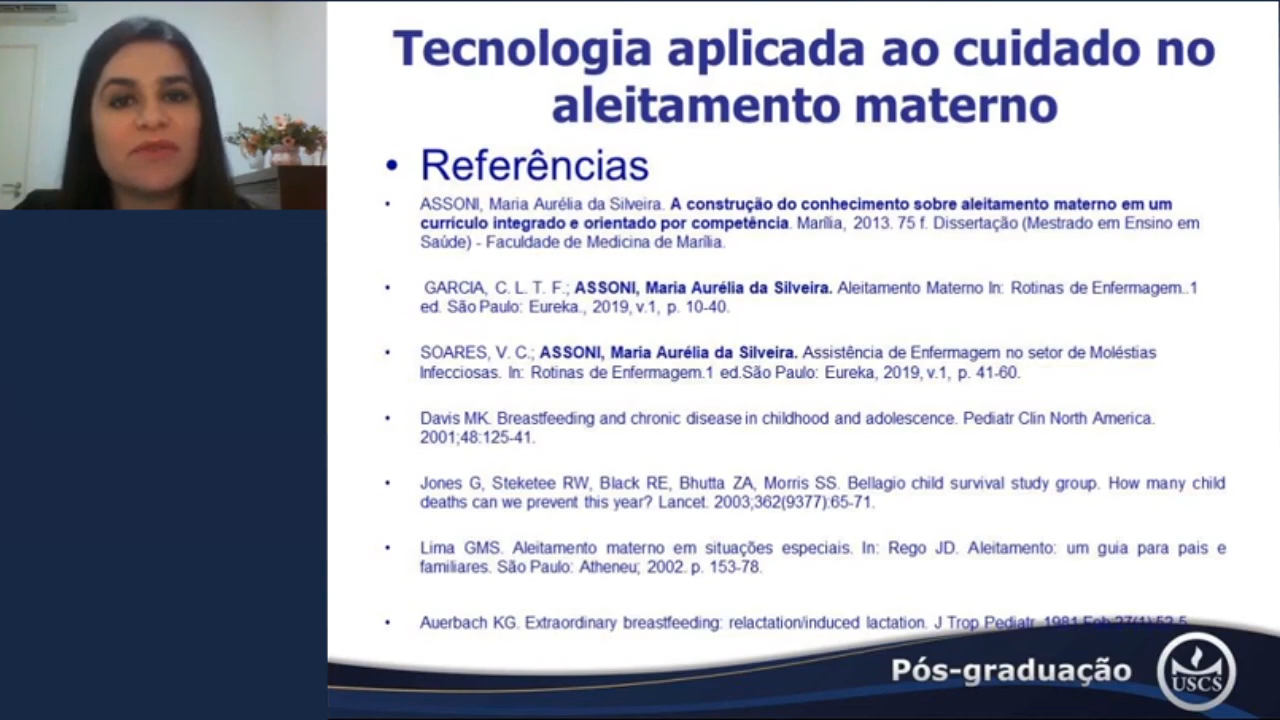 Tecnologia aplicada ao cuidado no
aleitamento materno
• Referências
• ASSONI, Maria Aurélia da Silveira. A construção do conhecimento sobre aleitamento materno em um
currículo integrado e orientado por competência. Marília, 2013. 75 f. Dissertação (Mestrado em Ensino em
Saúde) - Faculdade de Medicina de Marília.
• GARCIA, C. L. T. F.; ASSONI, Maria Aurélia da Silveira. Aleitamento Materno In: Rotinas de Enfermagem..1
ed. São Paulo: Eureka., 2019, v.1, p. 10-40.
• SOARES, V. C.; ASSONI, Maria Aurélia da Silveira. Assistência de Enfermagem no setor de Moléstias
Infecciosas. In: Rotinas de Enfermagem.1 ed.São Paulo: Eureka, 2019, v.1, p. 41-60.
• Davis MK. Breastfeeding and chronic disease in childhood and adolescence. Pediatr Clin North America.
2001;48:125-41.
• Jones G, Steketee RW, Black RE, Bhutta ZA, Morris SS. Bellagio child survival study group. How many child
deaths can we prevent this year? Lancet. 2003;362(9377):65-71.
• Lima GMS. Aleitamento materno em situações especiais. In: Rego JD. Aleitamento: um guia para pais e
familiares. São Paulo: Atheneu; 2002. p. 153-78.
• Auerbach KG. Extraordinary breastfeeding: relactation/induced lactation. J Trop Pediatr. 1981 Feb;27(1):52-5.
Pós-graduação
USCS